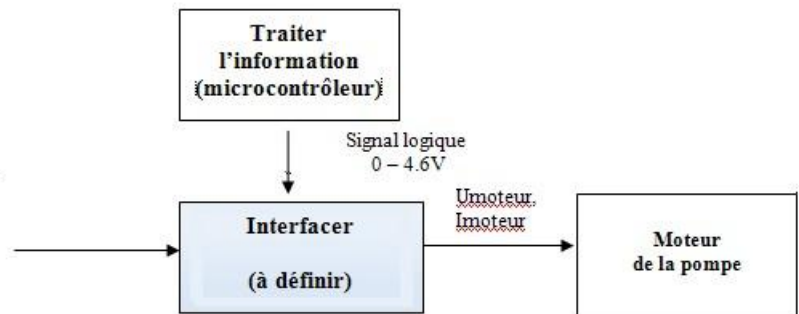 Traiter
l'information
(microcontrôleur)
Signal logique
0 – 4.6V
Interfacer
(à définir)
Umoteur,
Imoteur
Moteur
de la pompe